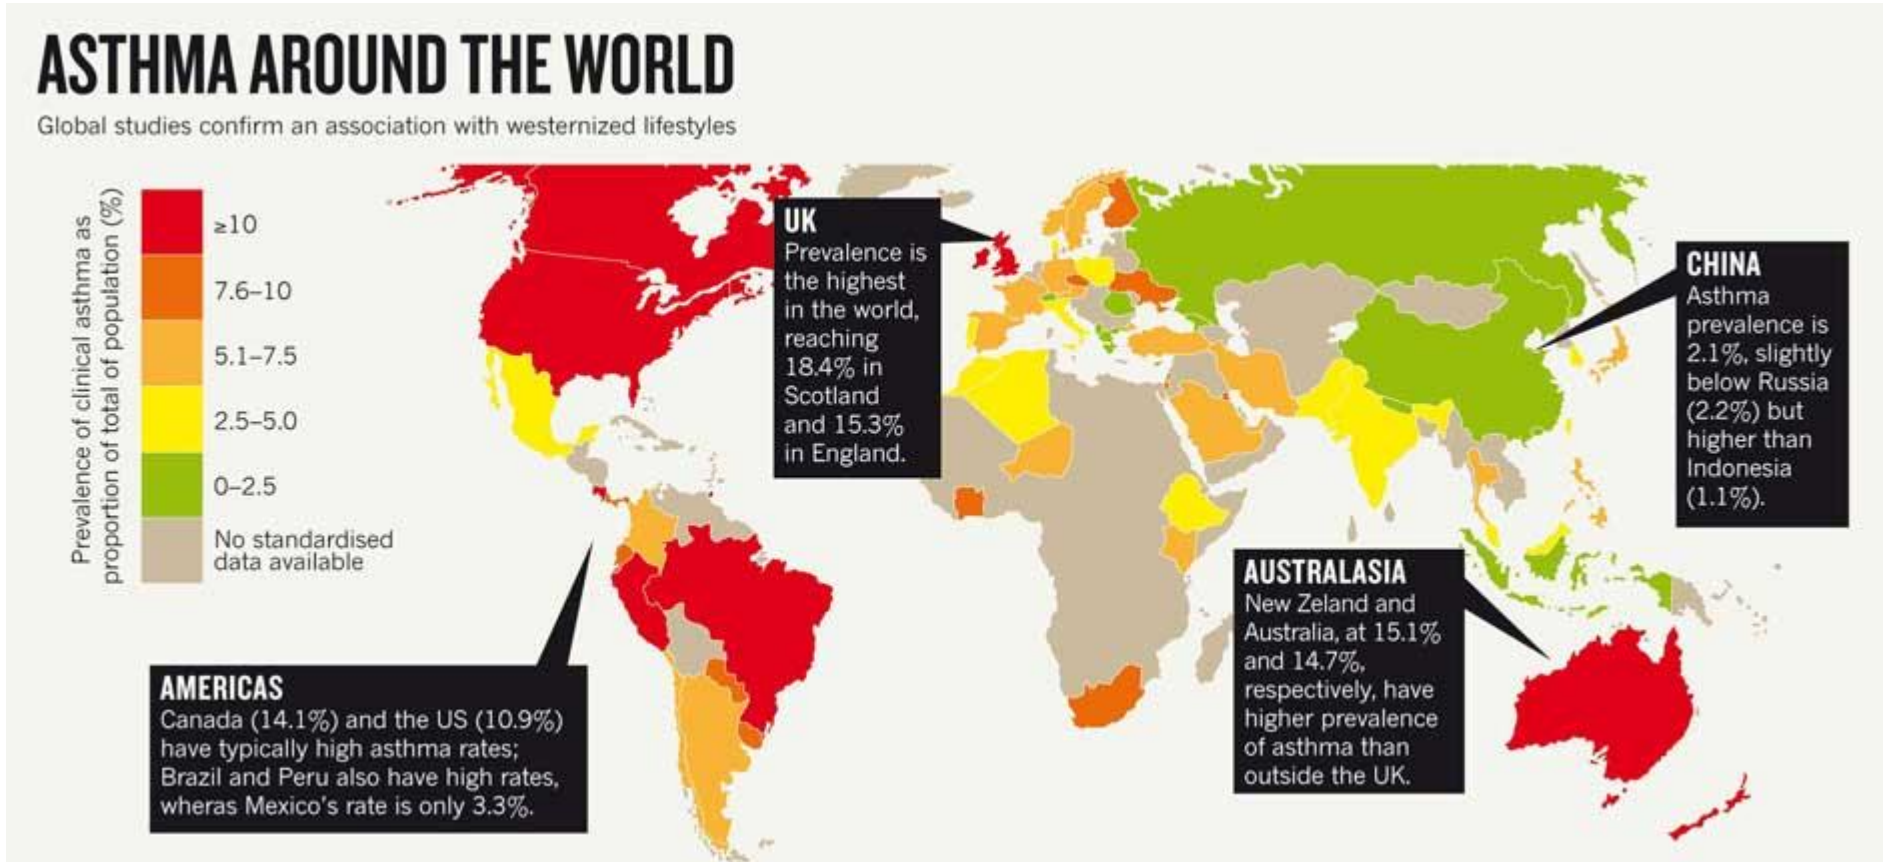 ASTHMA AROUND THE WORLD
Global studies confirm an association with westernized lifestyles
Prevalence of clinical asthma as
proportion of total of population (%)
≥10
7.6–10
5.1–7.5
2.5–5.0
0–2.5
No standardised
data available
UK
Prevalence is
the highest
in the world,
reaching
18.4% in
Scotland
and 15.3%
in England.
CHINA
Asthma
prevalence is
2.1%, slightly
below Russia
(2.2%) but
higher than
Indonesia
(1.1%).
AUSTRALASIA
New Zeland and
Australia, at 15.1%
and 14.7%,
respectively, have
higher prevalence
of asthma than
outside the UK.
AMERICAS
Canada (14.1%) and the US (10.9%)
have typically high asthma rates;
Brazil and Peru also have high rates,
wheras Mexico's rate is only 3.3%.